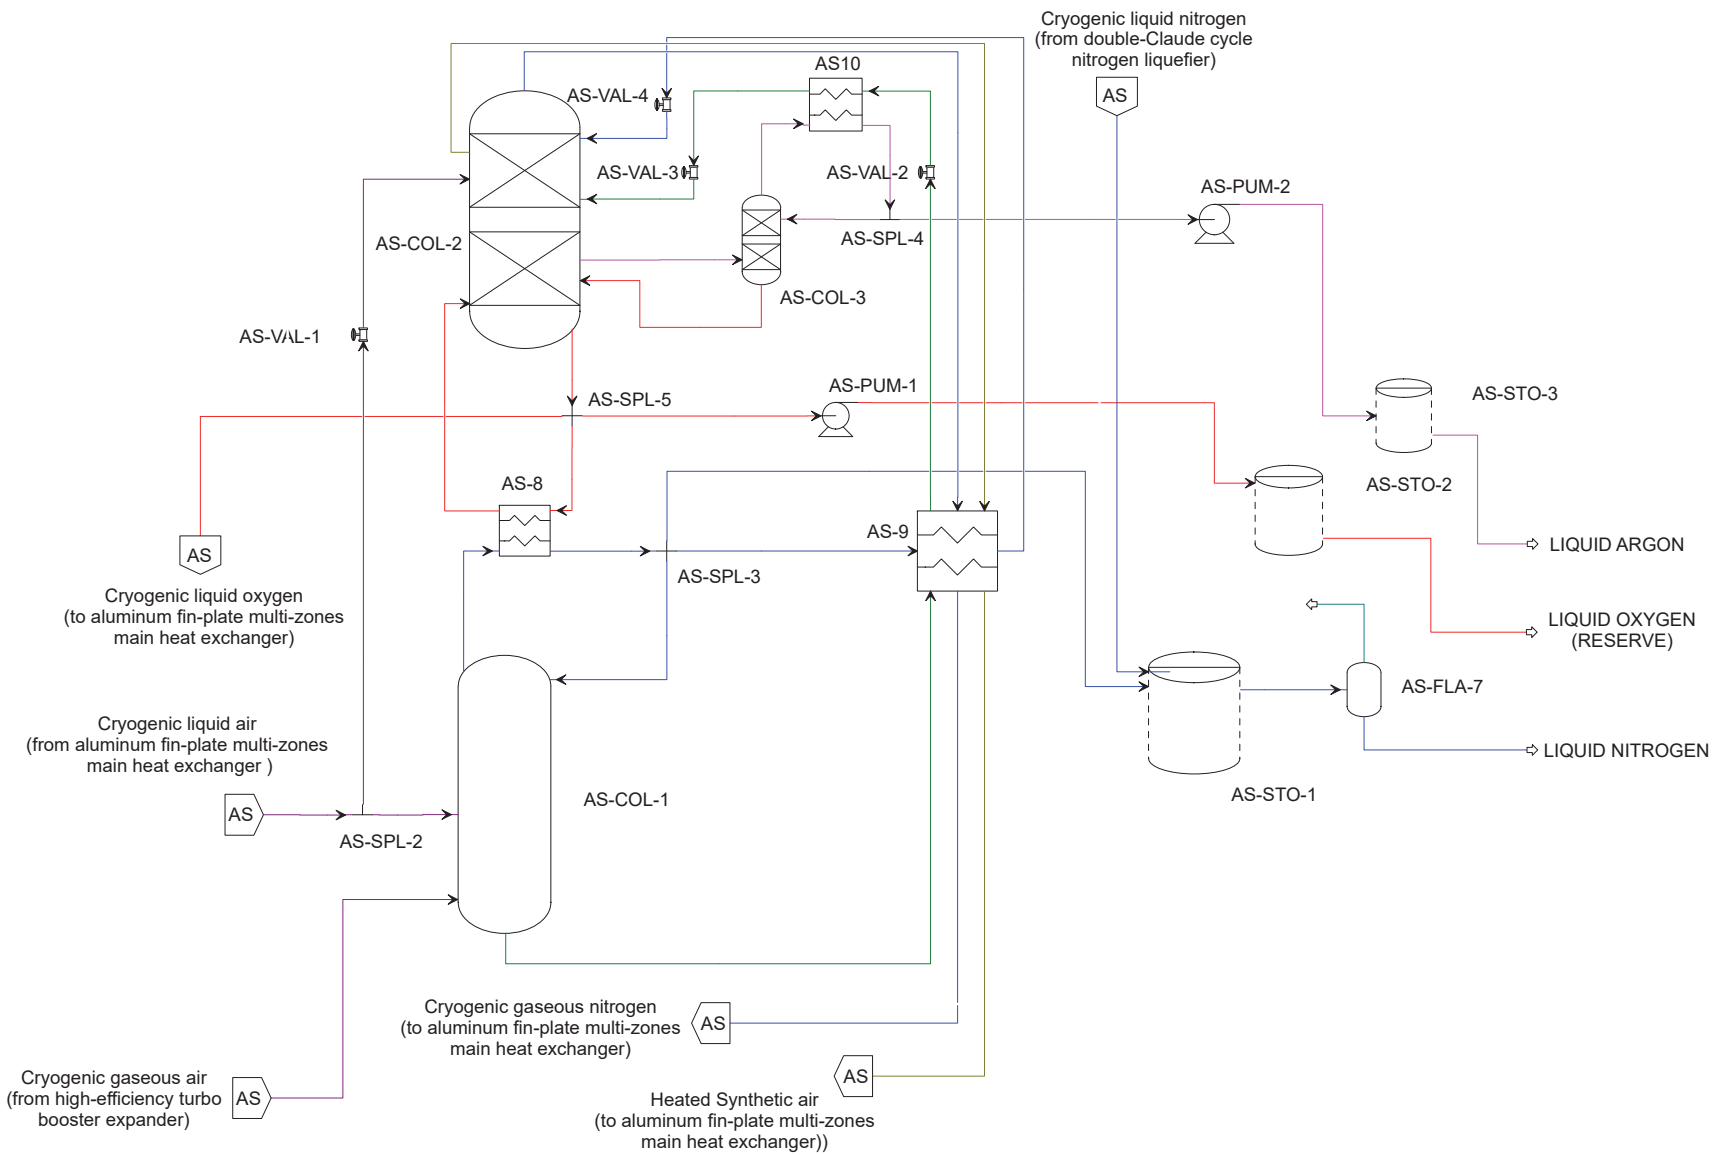 Cryogenic liquid nitrogen
(from double-Claude cycle
nitrogen liquefier)
AS10
AS
AS-VAL-4
AS-VAL-3
AS-VAL-2
AS-PUM-2
AS-COL-2
AS-SPL-4
AS-COL-3
AS-VAL-1
AS-PUM-1
AS-SPL-5
AS-STO-3
AS-STO-2
AS-8
AS-9
AS
LIQUID ARGON
AS-SPL-3
Cryogenic liquid oxygen
(to aluminum fin-plate multi-zones
main heat exchanger)
LIQUID OXYGEN
(RESERVE)
AS-FLA-7
Cryogenic liquid air
(from aluminum fin-plate multi-zones
main heat exchanger )
LIQUID NITROGEN
AS-STO-1
AS-COL-1
AS
AS-SPL-2
Cryogenic gaseous nitrogen
(to aluminum fin-plate multi-zones
main heat exchanger)
AS
AS
Cryogenic gaseous air
(from high-efficiency turbo
booster expander)
AS
Heated Synthetic air
(to aluminum fin-plate multi-zones
main heat exchanger))